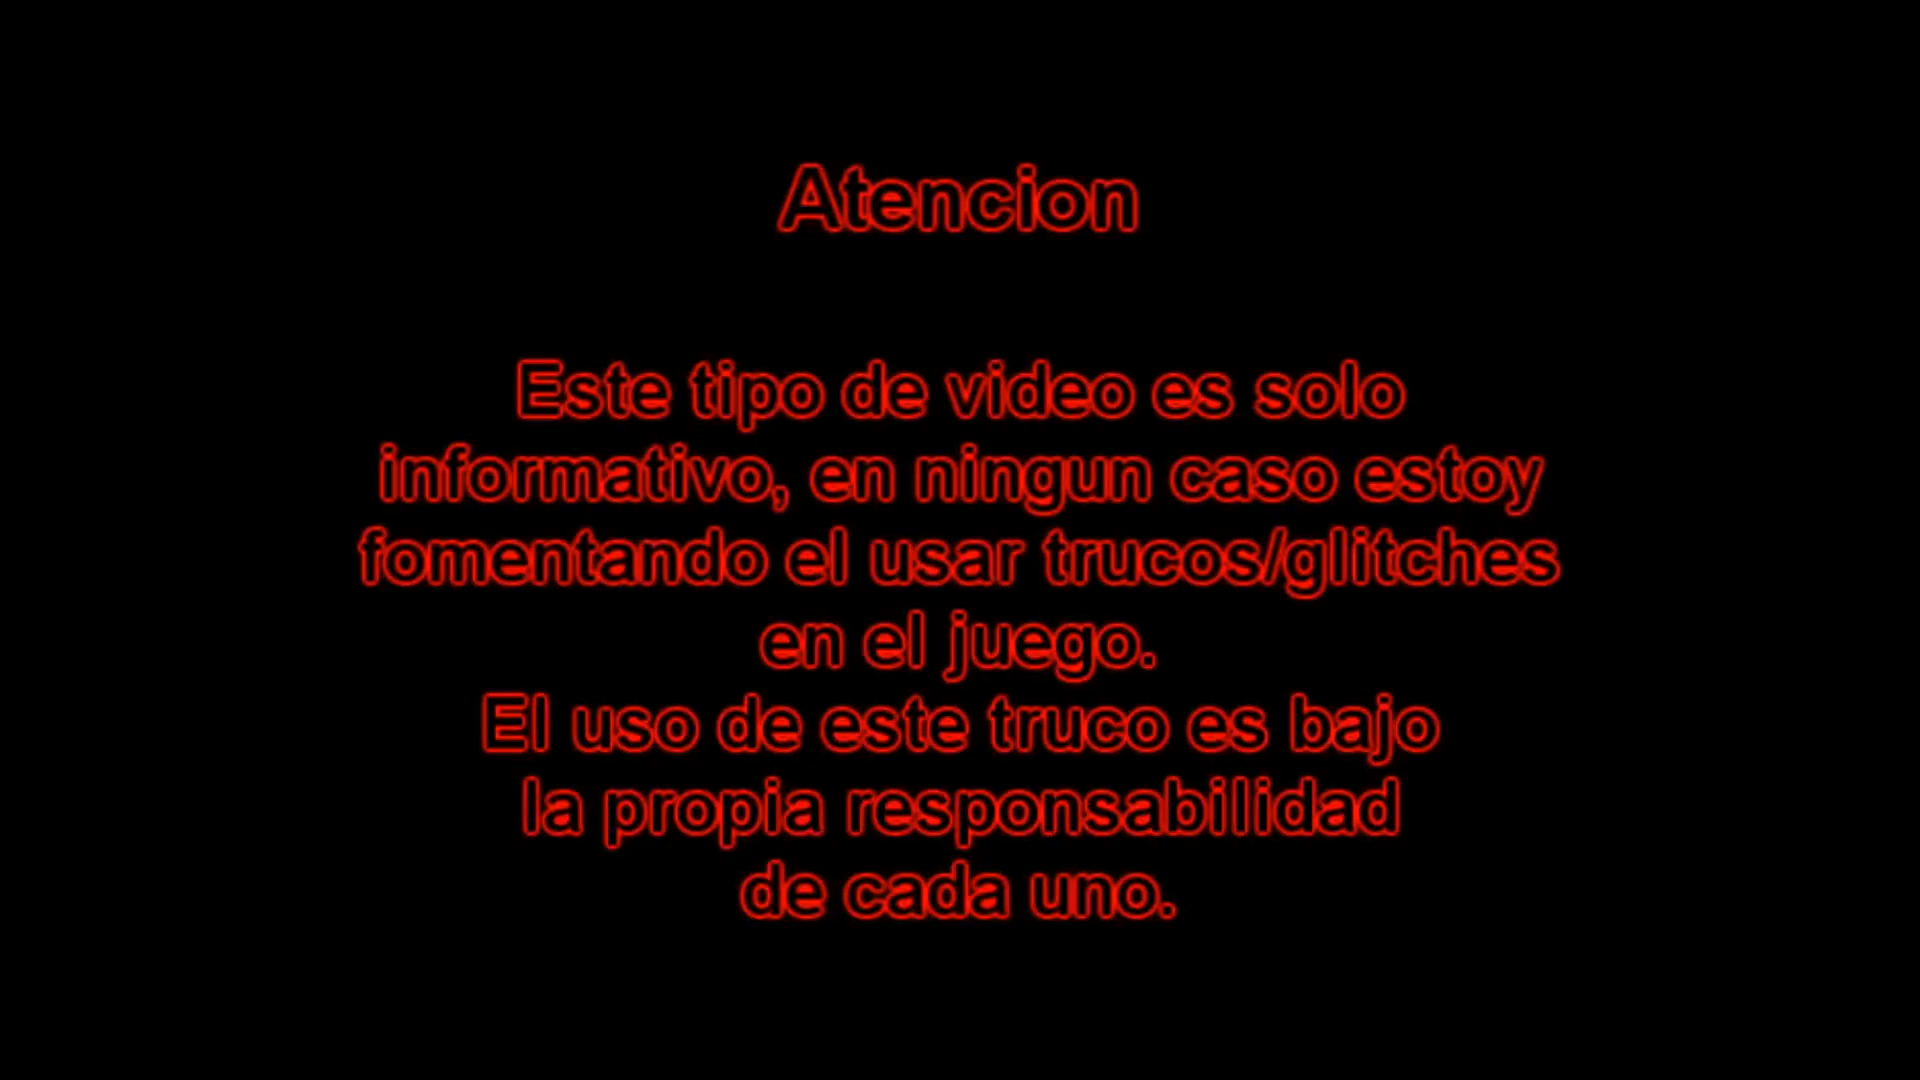 Atencion
Este tipo de video es solo
informativo, en ningun caso estoy
fomentando el usar trucos/glitches
en el juego.
El uso de este truco es bajo
la propia responsabilidad
de cada uno.